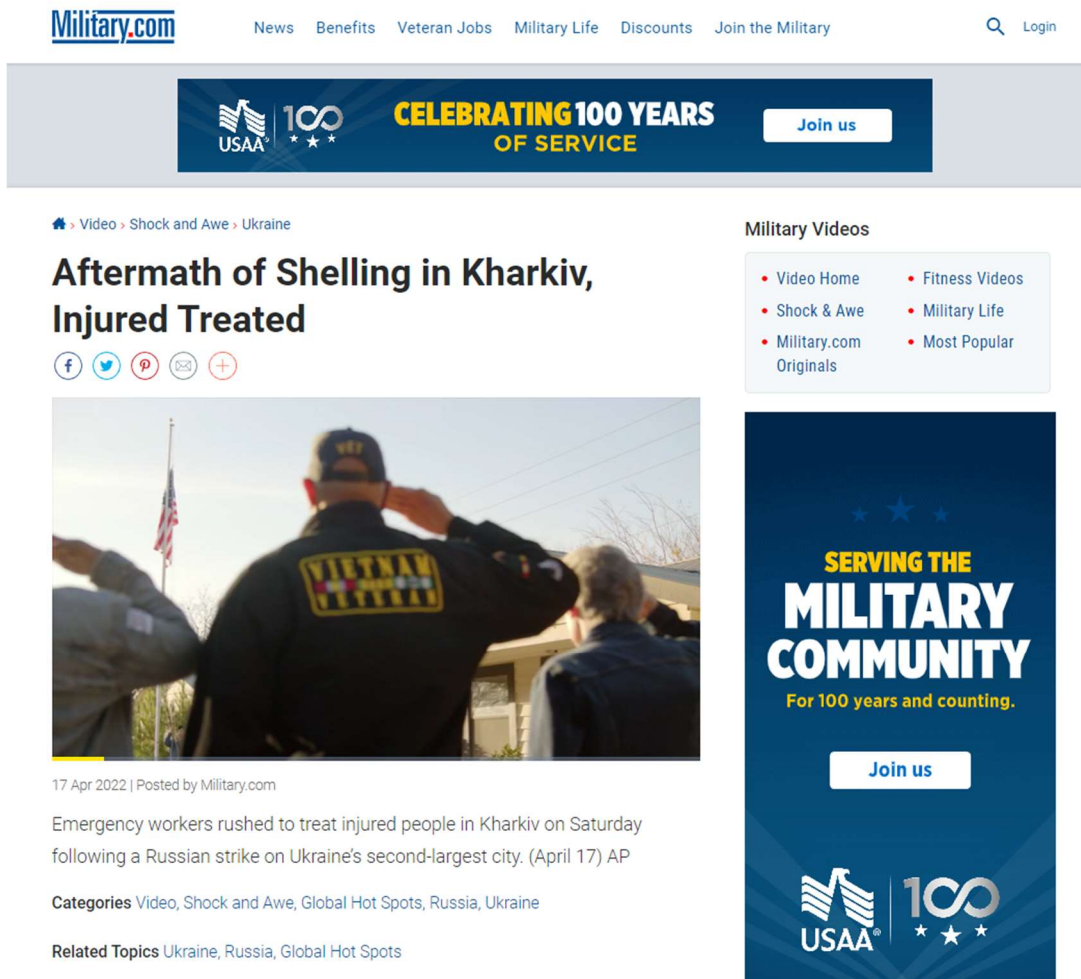 Military.com
News Benefits Veteran Jobs Military Life Discounts Join the Military
Login
USAA® 100
CELEBRATING 100 YEARS
OF SERVICE
Join us
› Video › Shock and Awe › Ukraine
Aftermath of Shelling in Kharkiv,
Injured Treated
VET
VIETNAM
VETERAN
17 Apr 2022 | Posted by Military.com
Emergency workers rushed to treat injured people in Kharkiv on Saturday
following a Russian strike on Ukraine's second-largest city. (April 17) AP
Categories Video, Shock and Awe, Global Hot Spots, Russia, Ukraine
Related Topics Ukraine, Russia, Global Hot Spots
Military Videos
• Video Home
• Shock & Awe
• Military.com
Originals
• Fitness Videos
• Military Life
• Most Popular
SERVING THE
MILITARY
COMMUNITY
For 100 years and counting.
Join us
USAA® 100